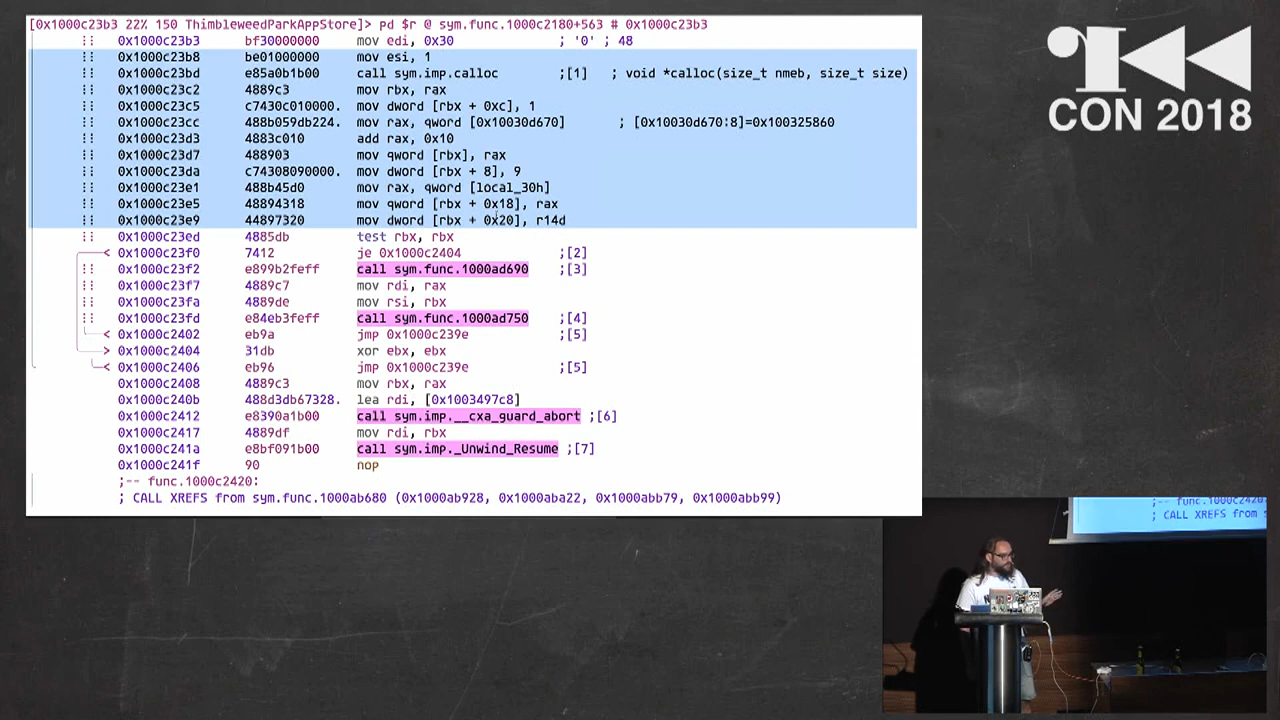 [0x1000c23b3 22% 150 ThimbleweedParkAppStore]> pd $r @ sym.func.1000c2180+563 # 0x1000c23b3
0x1000c23b3 bf30000000 mov edi, 0x30 ; '0' ; 48
0x1000c23b8 be01000000 mov esi, 1
0x1000c23bd e85a0b1b00 call sym.imp.calloc ;[1] ; void *calloc(size_t nmeb, size_t size)
0x1000c23c2 4889c3 mov rbx, rax
0x1000c23c5 c7430c010000. mov dword [rbx + 0xc], 1
0x1000c23cc 488b059db224. mov rax, qword [0x10030d670] ; [0x10030d670:8]=0x100325860
0x1000c23d3 4883c010 add rax, 0x10
0x1000c23d7 488903 mov qword [rbx], rax
0x1000c23da c74308090000. mov dword [rbx + 8], 9
0x1000c23e1 488b45d0 mov rax, qword [local_30h]
0x1000c23e5 48894318 mov qword [rbx + 0x18], rax
0x1000c23e9 44897320 mov dword [rbx + 0x20], r14d
0x1000c23ed 4885db test rbx, rbx
0x1000c23f0 7412 je 0x1000c2404 ;[2]
0x1000c23f2 e899b2feff call sym.func.1000ad690 ;[3]
0x1000c23f7 4889c7 mov rdi, rax
0x1000c23fa 4889de mov rsi, rbx
0x1000c23fd e84eb3feff call sym.func.1000ad750 ;[4]
0x1000c2402 eb9a jmp 0x1000c239e ;[5]
0x1000c2404 31db xor ebx, ebx
0x1000c2406 eb96 jmp 0x1000c239e ;[5]
0x1000c2408 4889c3 mov rbx, rax
0x1000c240b 488d3db67328. lea rdi, [0x1003497c8]
0x1000c2412 e8390a1b00 call sym.imp.__cxa_guard_abort ;[6]
0x1000c2417 4889df mov rdi, rbx
0x1000c241a e8bf091b00 call sym.imp._Unwind_Resume ;[7]
0x1000c241f 90 nop
;-- func.1000c2420:
; CALL XREFS from sym.func.1000ab680 (0x1000ab928, 0x1000aba22, 0x1000abb79, 0x1000abb99)
CON 2018
;-- func.1000c2420:
; CALL XREFS from